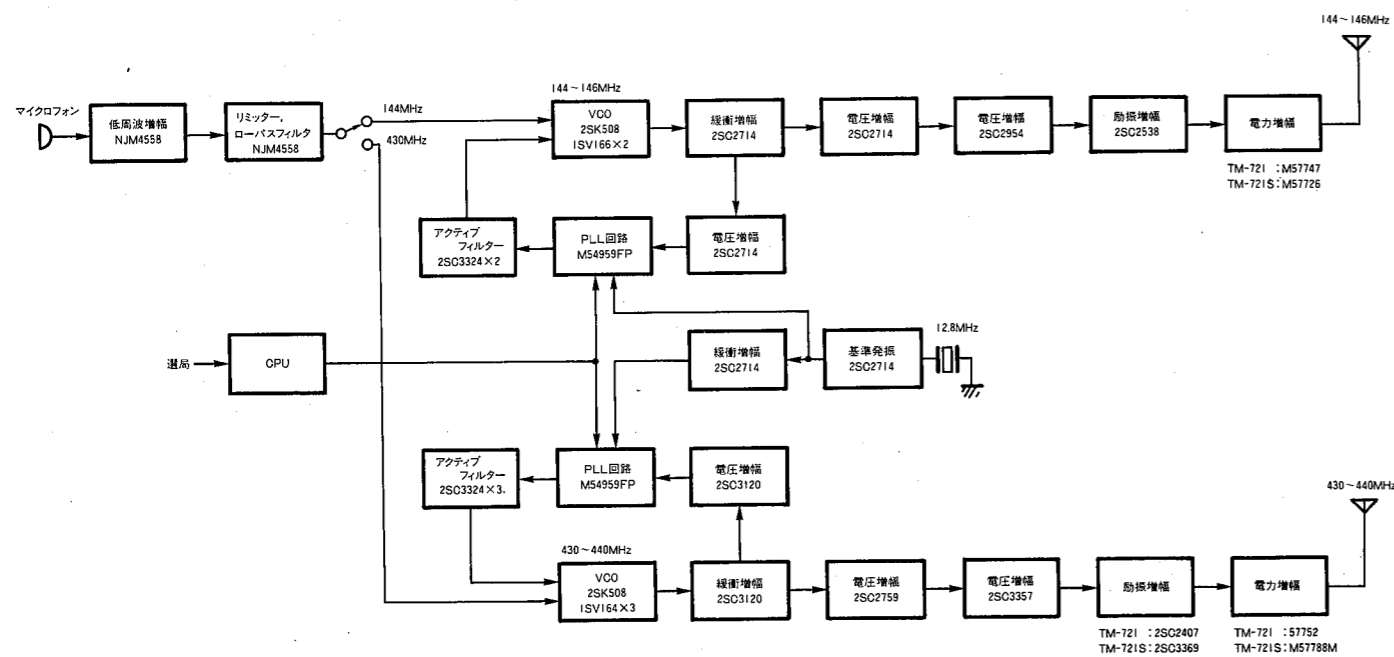 144～146MHz
マイクロフォン
低周波増幅
NJM4558
リミッター,
ローパスフィルタ
NJM4558
144MHz
430MHz
144～146MHz
VCO
2SK508
1SV166×2
緩衝増幅
2SC2714
電圧増幅
2SC2714
電圧増幅
2SC2954
励振増幅
2SC2538
電力増幅
TM-721 :M57747
TM-721S:M57726
アクティブ
フィルター
2SC3324×2
PLL回路
M54959FP
電圧増幅
2SC2714
選局
CPU
緩衝増幅
2SC2714
基準発振
2SC2714
12.8MHz
アクティブ
フィルター
2SC3324×3.
PLL回路
M54959FP
電圧増幅
2SC3120
430～440MHz
430～440MHz
VCO
2SK508
1SV164×3
緩衝増幅
2SC3120
電圧増幅
2SC2759
電圧増幅
2SC3357
励振増幅
電力増幅
TM-721 :2SC2407
TM-721S:2SC3369
TM-721 :57752
TM-721S:M57788M